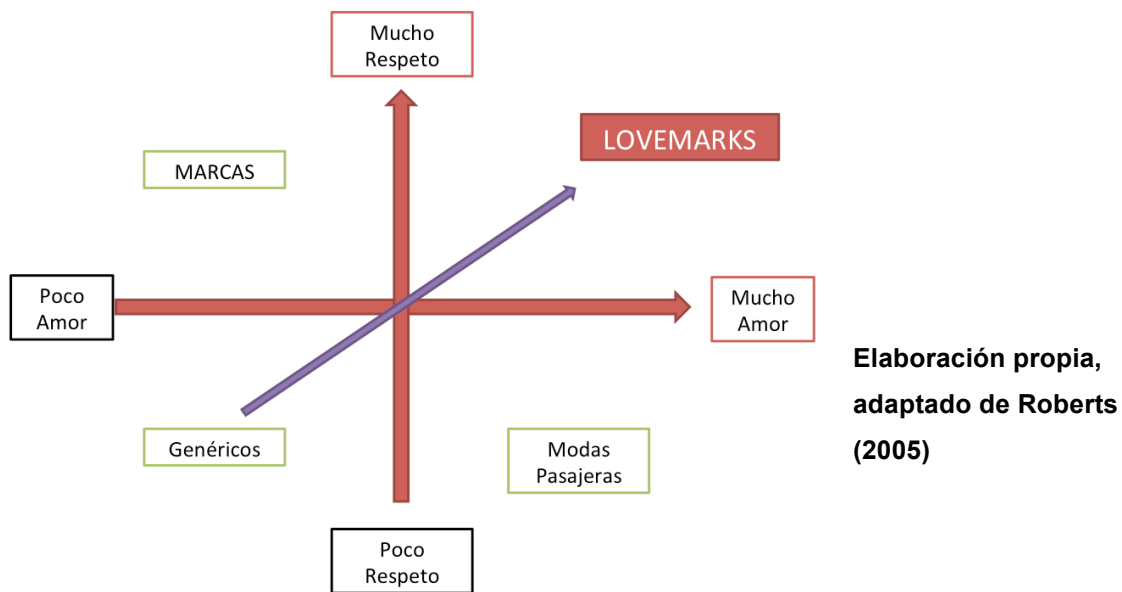 Mucho
Respeto
LOVEMARKS
MARCAS
Poco
Amor
Mucho
Amor
Elaboración propia,
adaptado de Roberts
(2005)
Genéricos
Modas
Pasajeras
Poco
Respeto